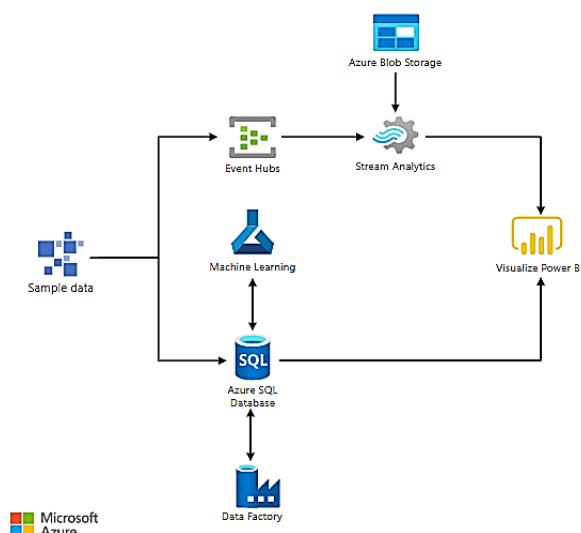 Azure Blob Storage
Event Hubs
Stream Analytics
Machine Learning
Visualize Power B
Sample data
SQL
Azure SQL
Database
Data Factory
Microsoft
Azure